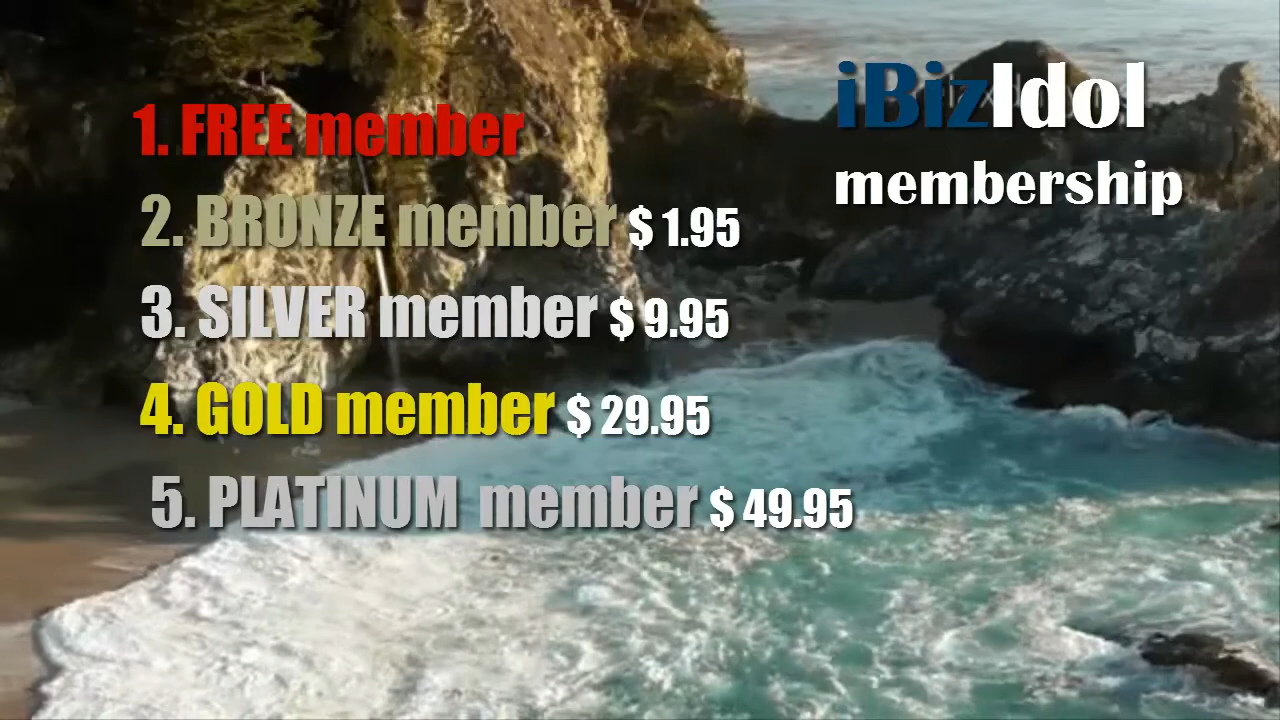 iBizIdol
membership
1. FREE member
2. BRONZE member $ 1.95
3. SILVER member $ 9.95
4. GOLD member $ 29.95
5. PLATINUM member $ 49.95